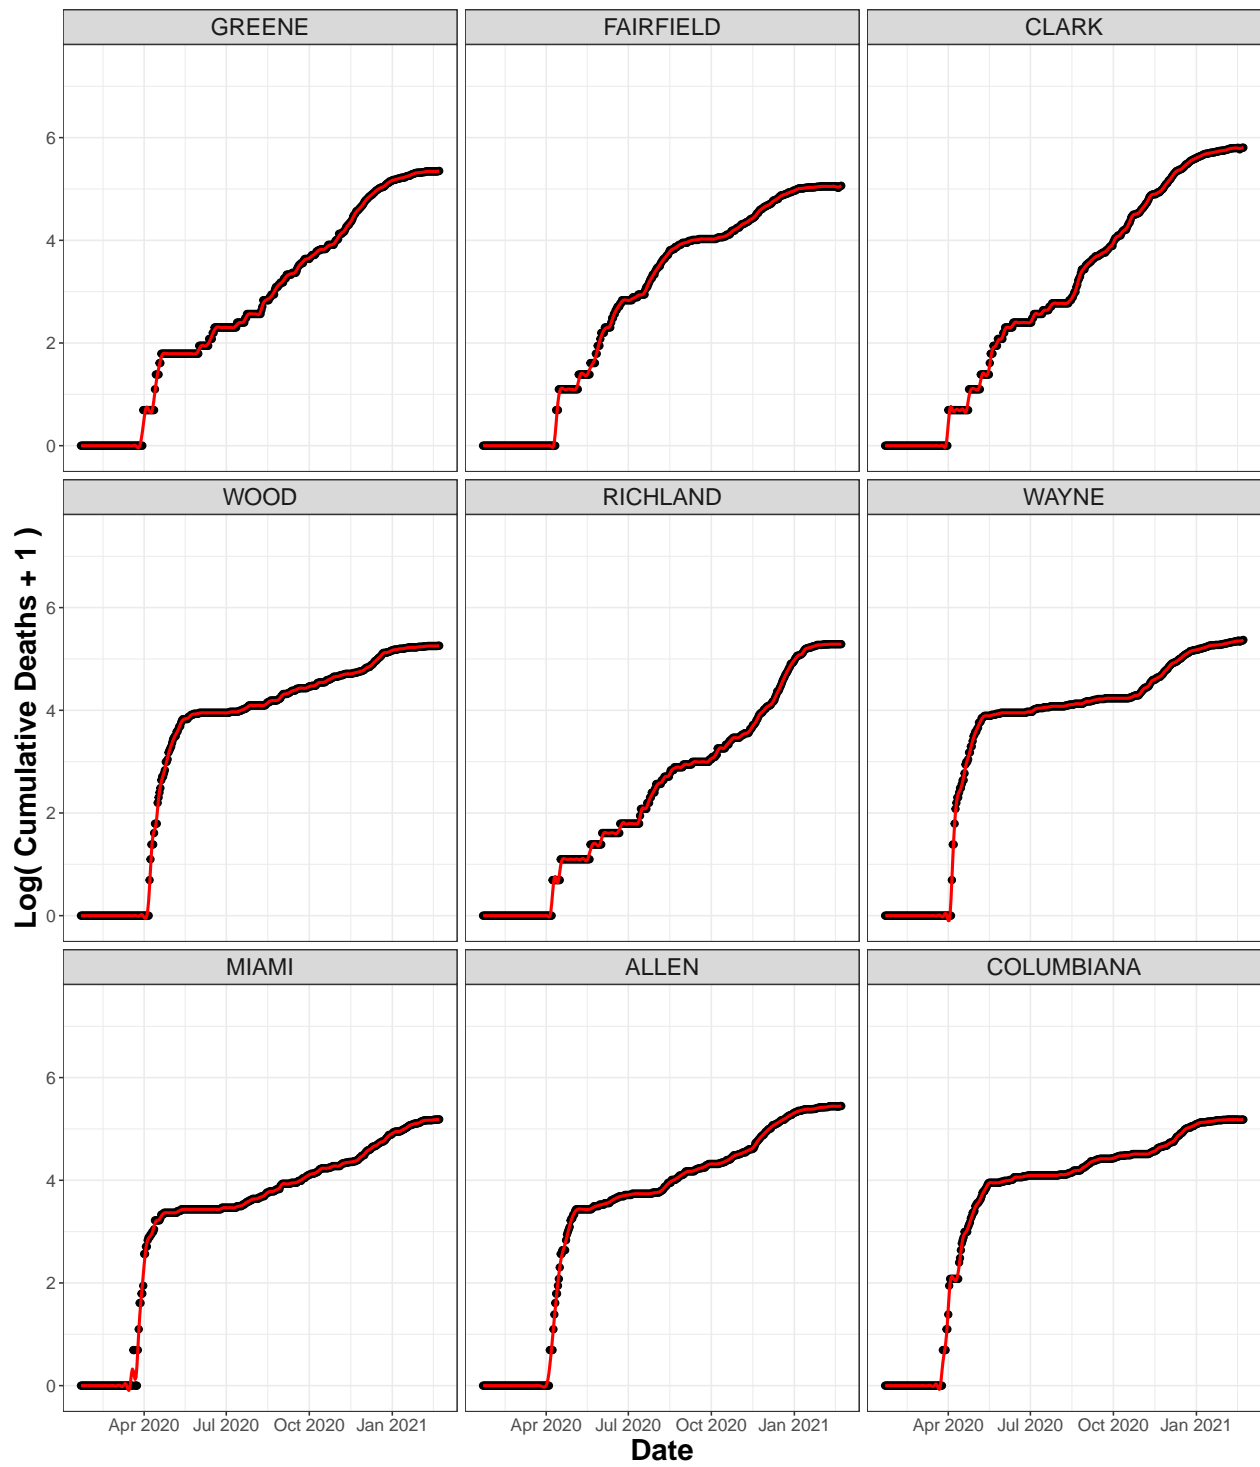 GREENE FAIRFIELD CLARK
6
4
2
0
WOOD RICHLAND WAYNE
6
4
2
0
MIAMI ALLEN COLUMBIANA
6
4
2
0
Log( Cumulative Deaths + 1 )
Apr 2020 Jul 2020 Oct 2020 Jan 2021 Apr 2020 Jul 2020 Oct 2020 Jan 2021 Apr 2020 Jul 2020 Oct 2020 Jan 2021
Date